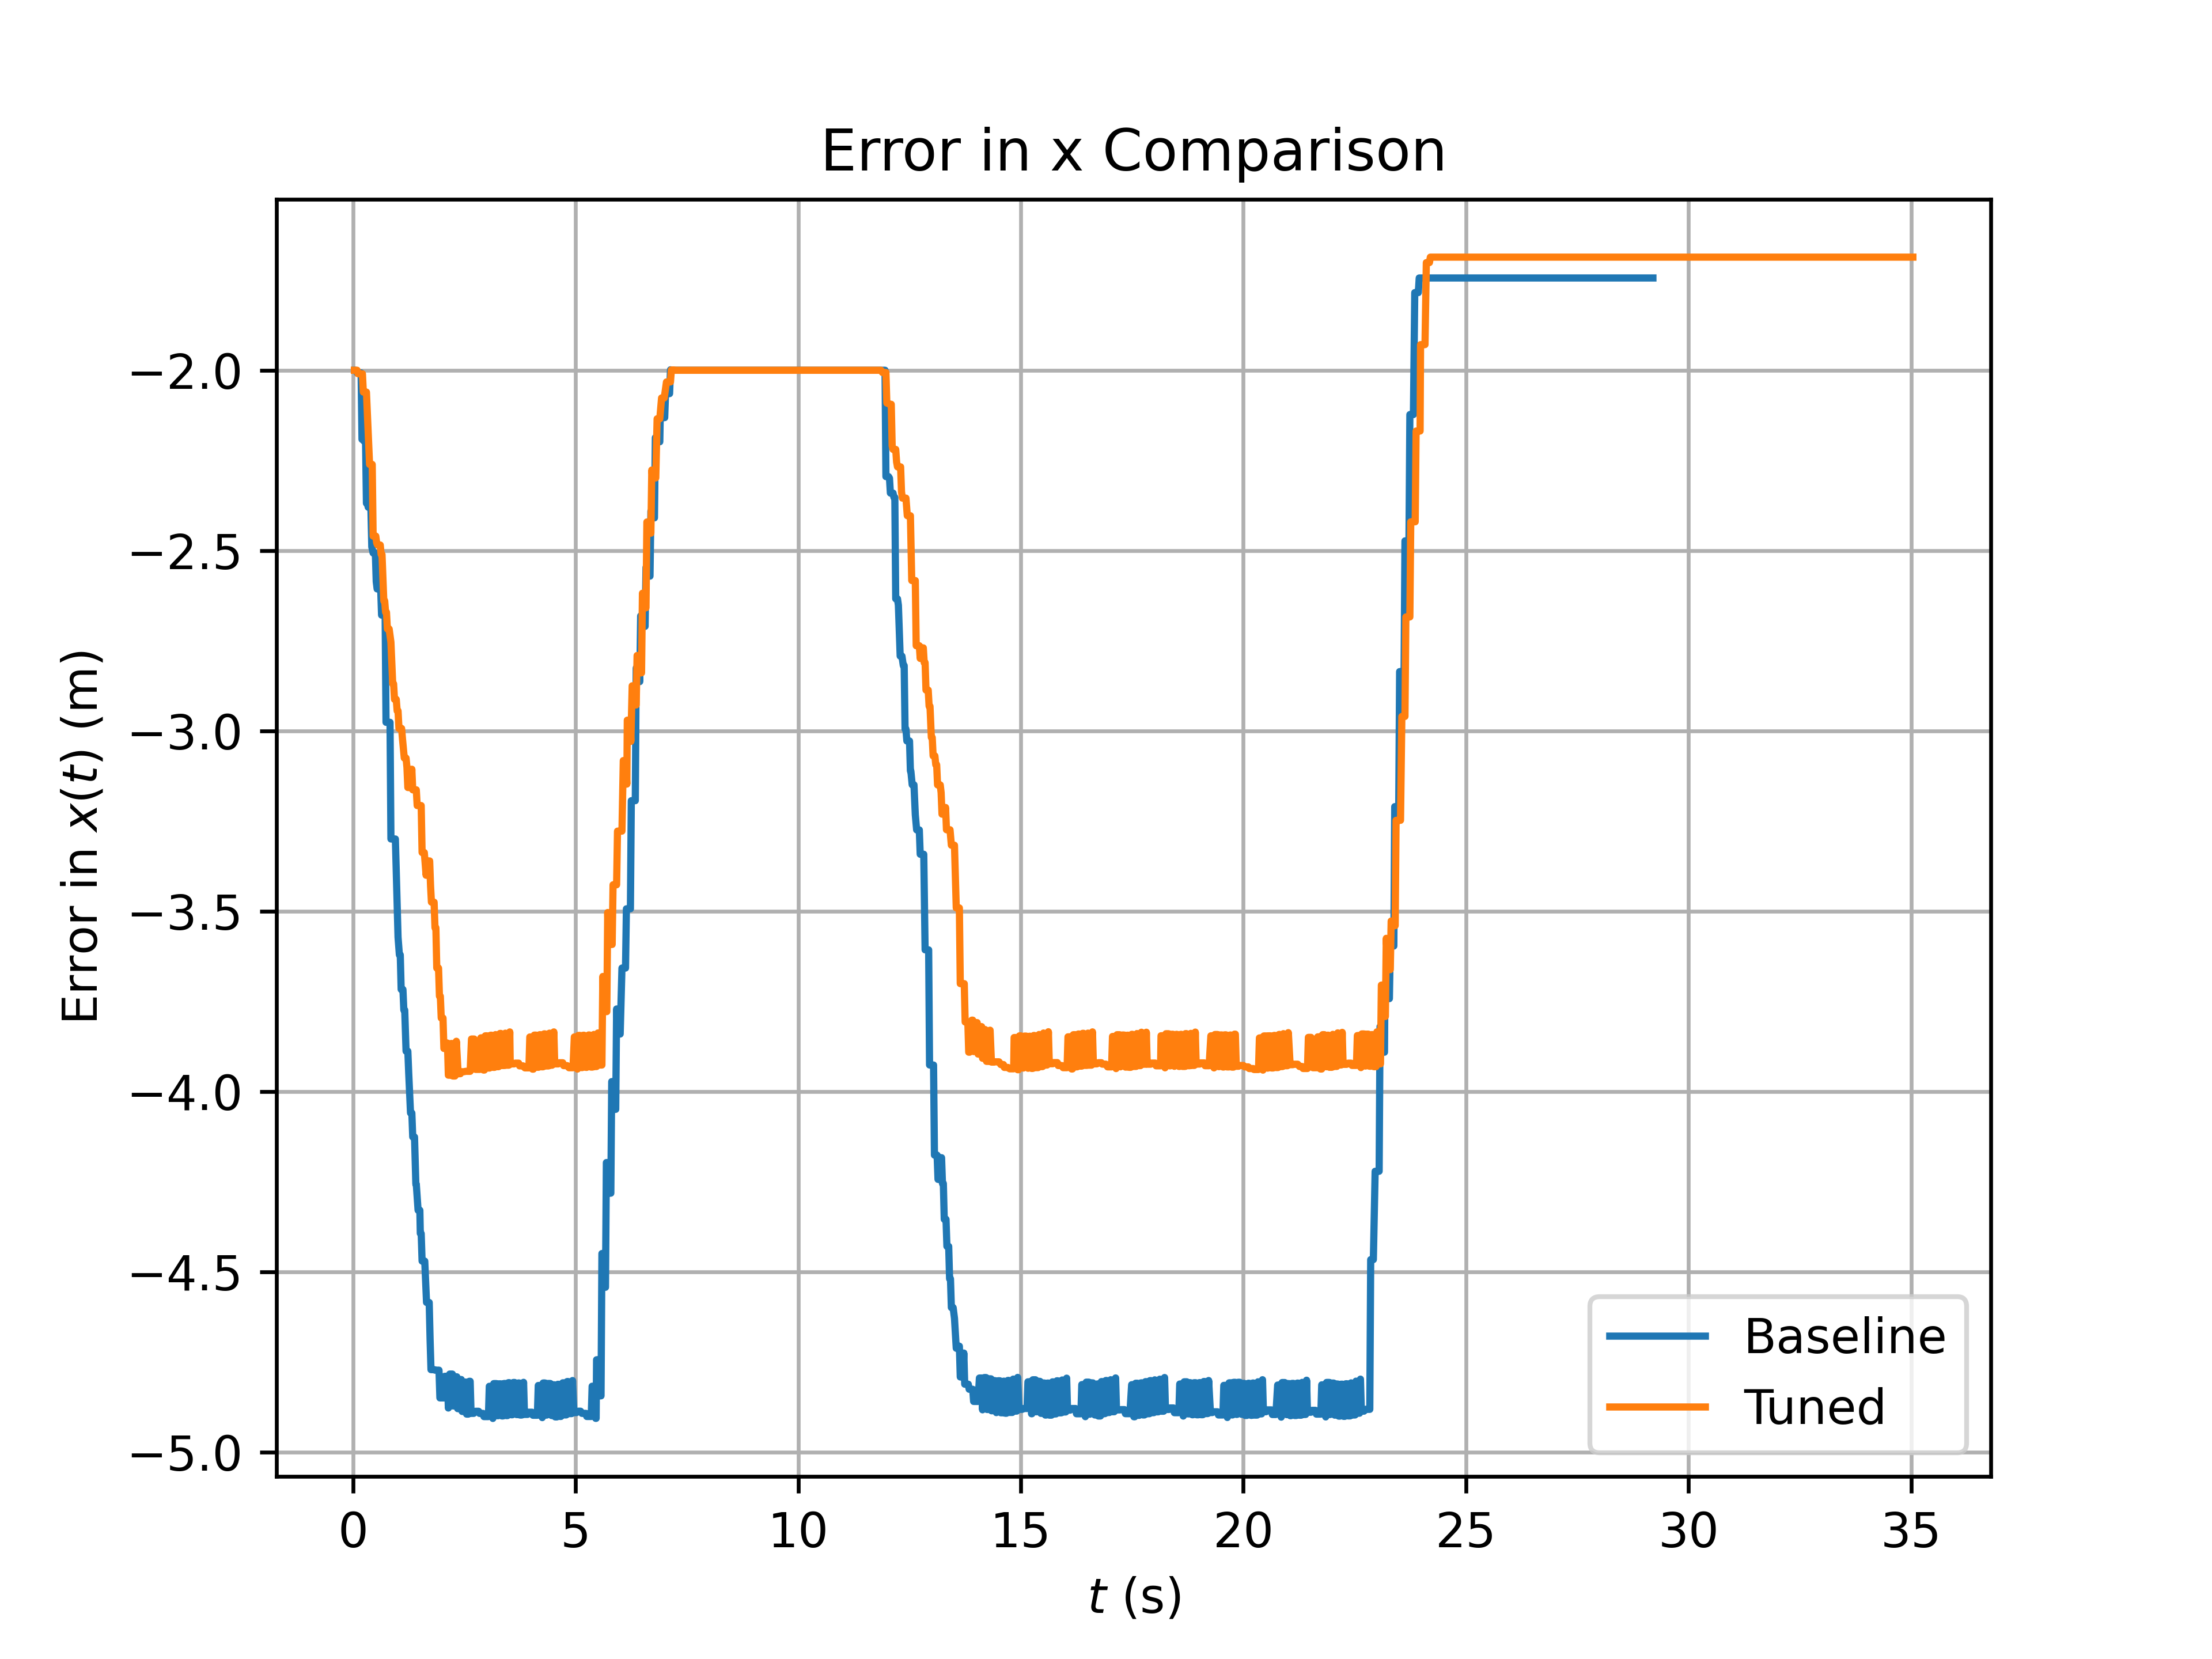 Error in x Comparison
Error in x(t) (m)
−2.0
−2.5
−3.0
−3.5
−4.0
−4.5
−5.0
0 5 10 15 20 25 30 35
t (s)
Baseline
Tuned